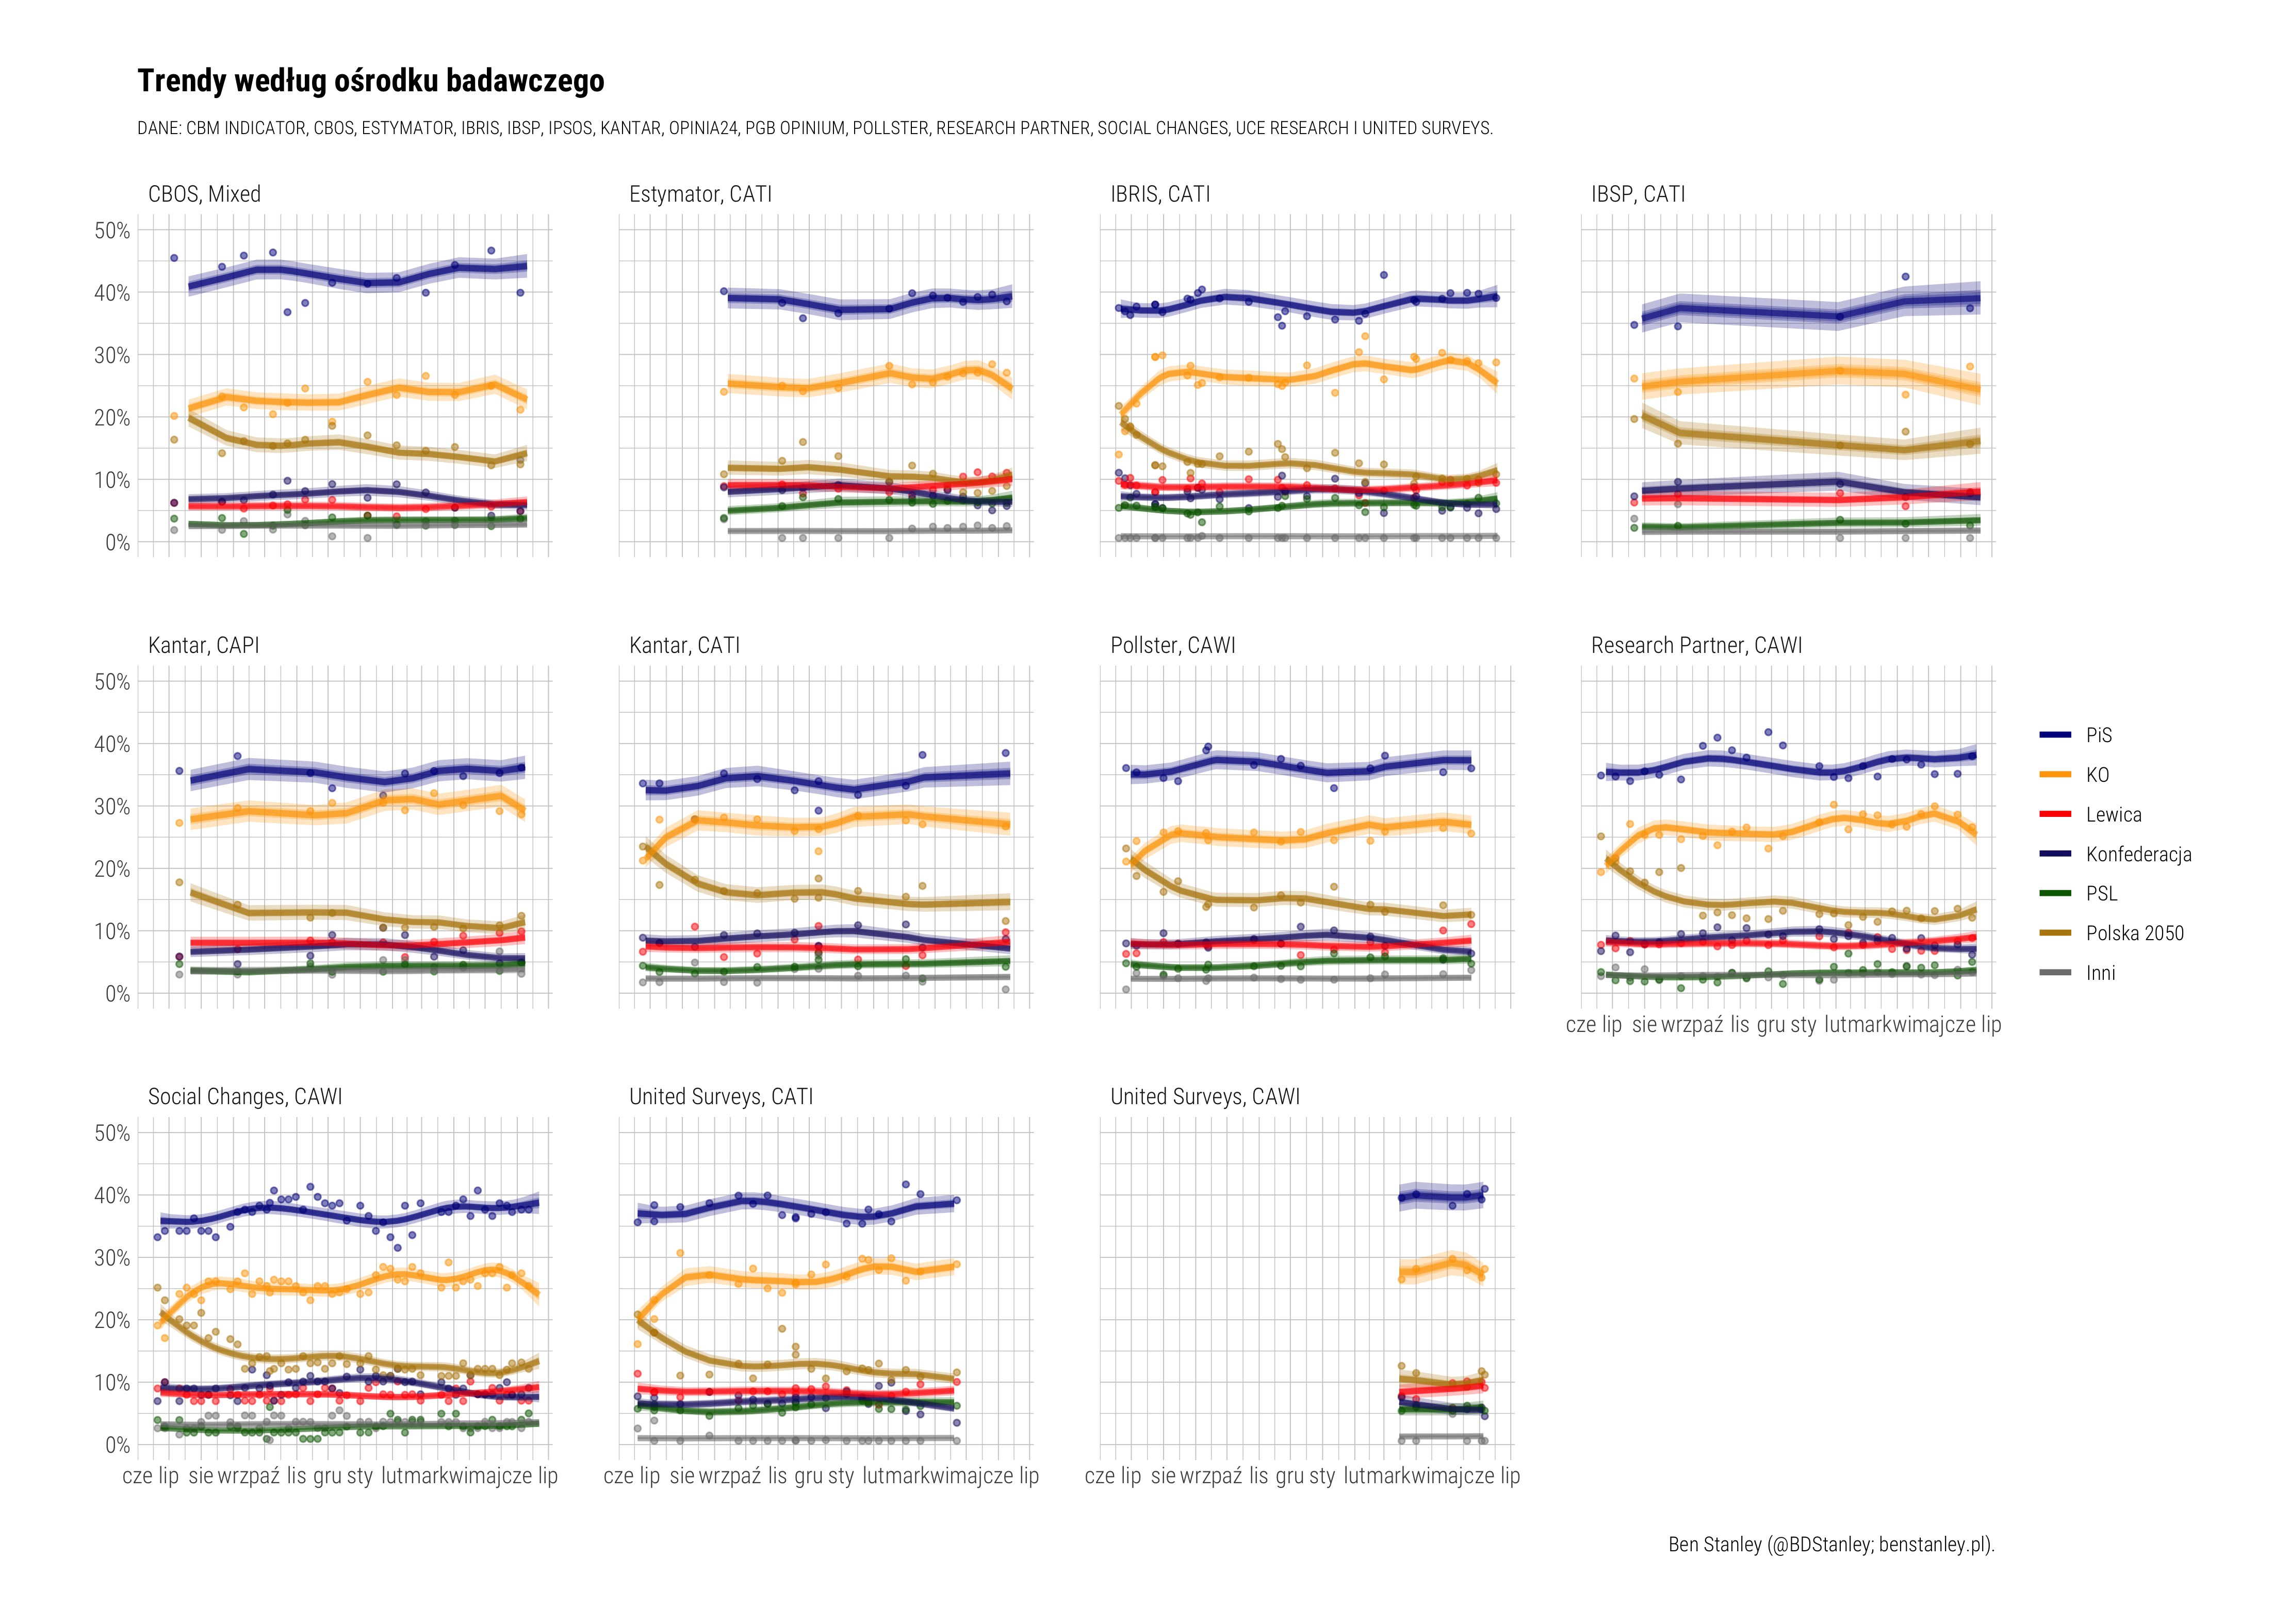 Trendy według ośrodku badawczego
DANE: CBM INDICATOR, CBOS, ESTYMATOR, IBRIS, IBSP, IPSOS, KANTAR, OPINIA24, PGB OPINIUM, POLLSTER, RESEARCH PARTNER, SOCIAL CHANGES, UCE RESEARCH I UNITED SURVEYS.
CBOS, Mixed
Estymator, CATI
IBRIS, CATI
IBSP, CATI
50%
40%
30%
20%
10%
0%
Kantar, CAPI
Kantar, CATI
Pollster, CAWI
Research Partner, CAWI
50%
40%
30%
20%
10%
0%
cze lip sie wrz paź lis gru sty lut mar kwi maj cze lip
PiS
KO
Lewica
Konfederacja
PSL
Polska 2050
Inni
Social Changes, CAWI
United Surveys, CATI
United Surveys, CAWI
50%
40%
30%
20%
10%
0%
cze lip sie wrz paź lis gru sty lut mar kwi maj cze lip
cze lip sie wrz paź lis gru sty lut mar kwi maj cze lip
cze lip sie wrz paź lis gru sty lut mar kwi maj cze lip
Ben Stanley (@BDStanley; benstanley.pl).